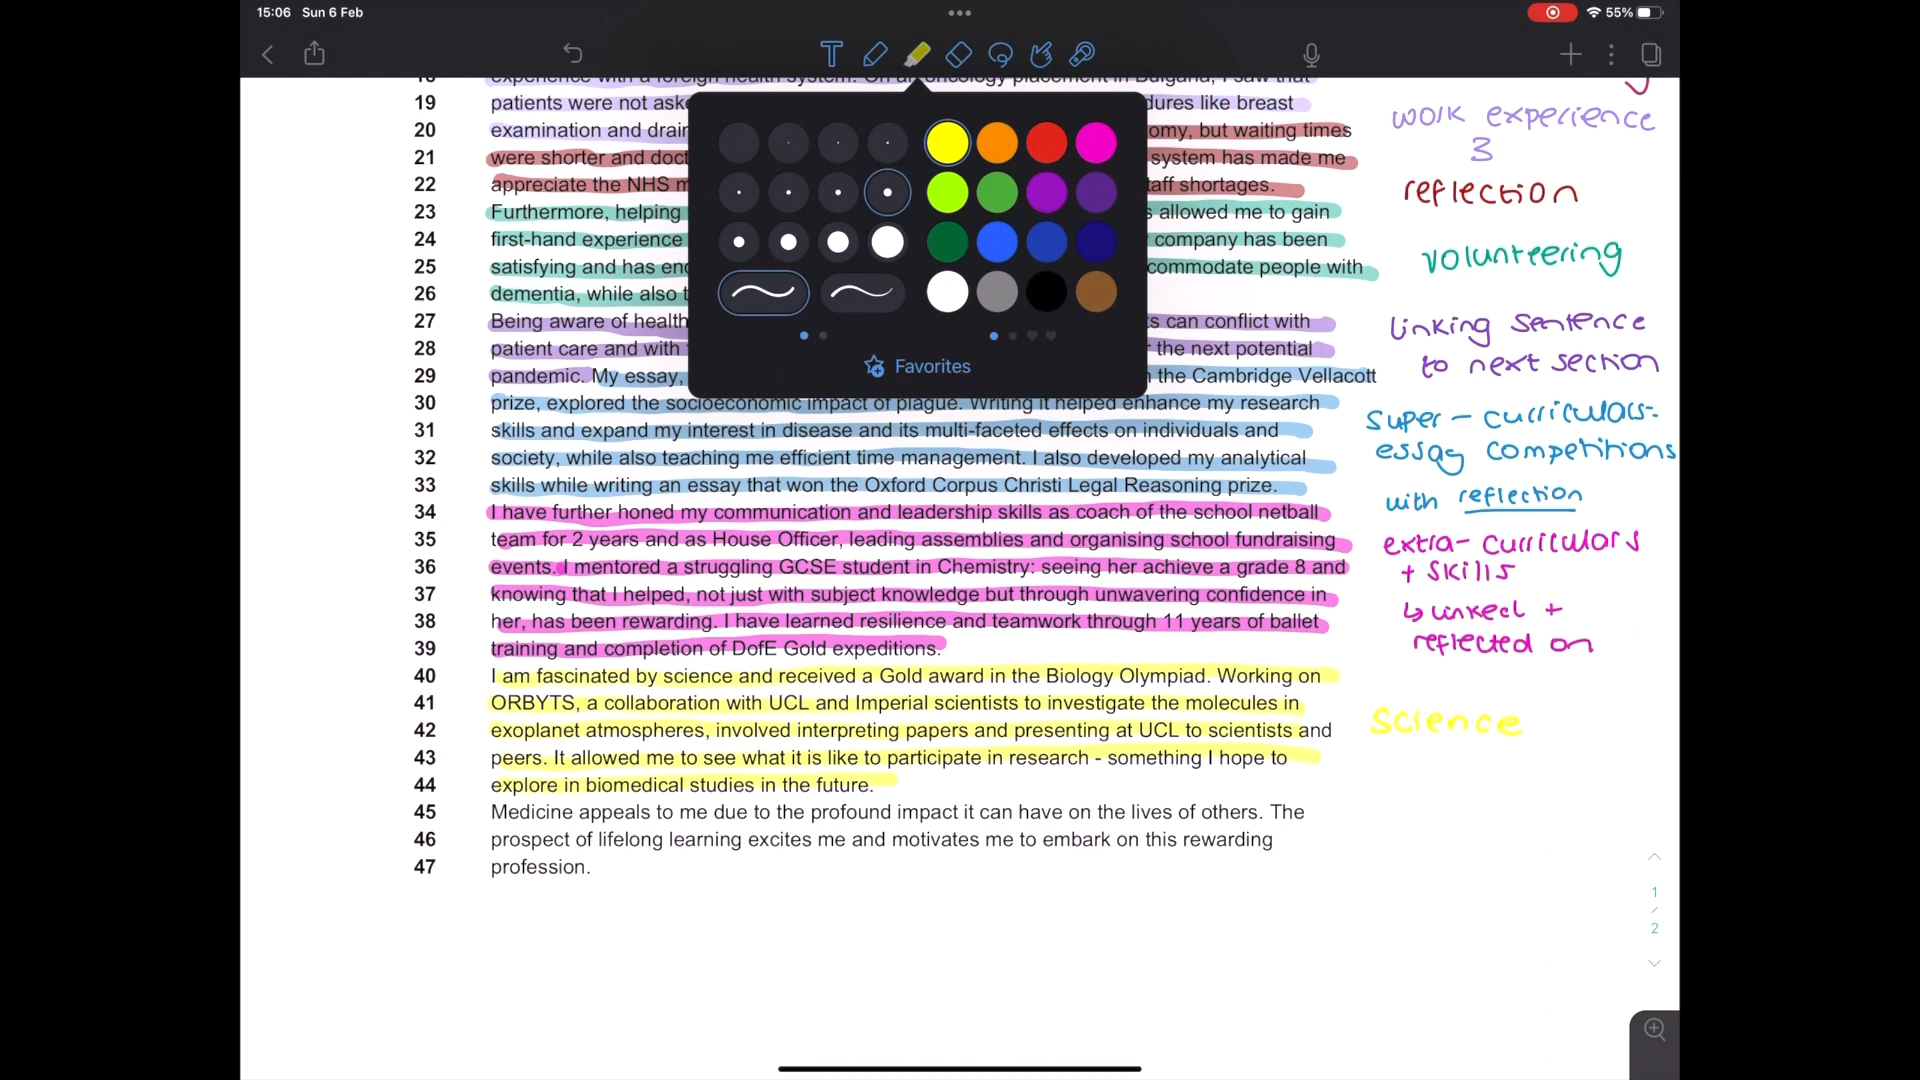 15:06 Sun 6 Feb
55%
experience with a foreign health system. On an oncology placement in Bulgaria, I saw that
19 patients were not aske dures like breast work experience
3
20 examination and drain omy, but waiting times
21 were shorter and doct system has made me
22 appreciate the NHS m aff shortages. reflection
23 Furthermore, helping s allowed me to gain
24 first-hand experience company has been volunteering
25 satisfying and has enc commodate people with
26 dementia, while also t
27 Being aware of health s can conflict with linking sentence
28 patient care and with the next potential to next section
29 pandemic. My essay, the Cambridge Vellacott
Favorites
30 prize, explored the socioeconomic impact of plague. Writing it helped enhance my research super-curriculars-
31 skills and expand my interest in disease and its multi-faceted effects on individuals and essay competitions
32 society, while also teaching me efficient time management. I also developed my analytical
33 skills while writing an essay that won the Oxford Corpus Christi Legal Reasoning prize. with reflection
34 I have further honed my communication and leadership skills as coach of the school netball
35 team for 2 years and as House Officer, leading assemblies and organising school fundraising extra-curriculars
36 events. I mentored a struggling GCSE student in Chemistry: seeing her achieve a grade 8 and + skills
37 knowing that I helped, not just with subject knowledge but through unwavering confidence in
38 her, has been rewarding. I have learned resilience and teamwork through 11 years of ballet ↳ linked +
39 training and completion of DofE Gold expeditions. reflected on
40 I am fascinated by science and received a Gold award in the Biology Olympiad. Working on
41 ORBYTS, a collaboration with UCL and Imperial scientists to investigate the molecules in
42 exoplanet atmospheres, involved interpreting papers and presenting at UCL to scientists and science
43 peers. It allowed me to see what it is like to participate in research - something I hope to
44 explore in biomedical studies in the future.
45 Medicine appeals to me due to the profound impact it can have on the lives of others. The
46 prospect of lifelong learning excites me and motivates me to embark on this rewarding
47 profession.
1
/
2